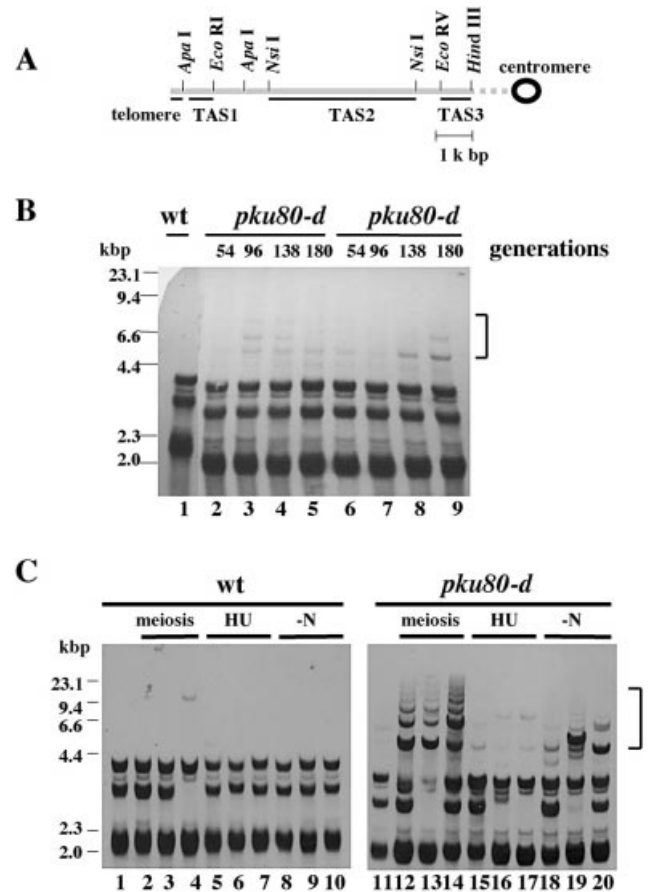 A
Apa I
Eco RI
Apa I
Nsi I
Nsi I
Eco RV
Hind III
centromere
telomere
TAS1
TAS2
TAS3
1 k bp
B
wt
pku80-d
pku80-d
kbp
54 96 138 180 54 96 138 180
generations
23.1
9.4
6.6
4.4
2.3
2.0
1 2 3 4 5 6 7 8 9
C
wt
pku80-d
meiosis HU -N
meiosis HU -N
kbp
23.1
9.4
6.6
4.4
2.3
2.0
1 2 3 4 5 6 7 8 9 10
11 12 13 14 15 16 17 18 19 20